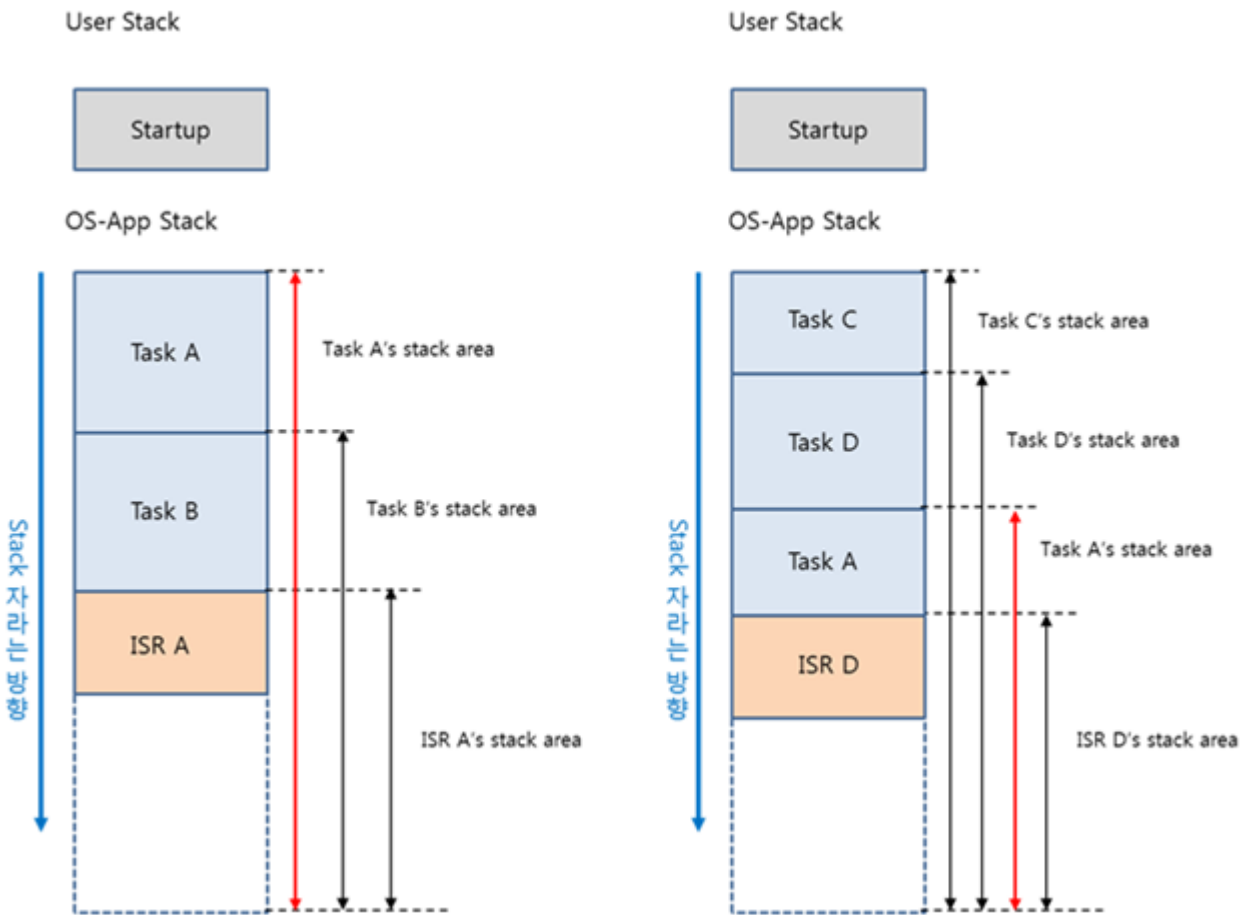 User Stack
Startup
OS-App Stack
Task A
Task A's stack area
Task B
Task B's stack area
ISR A
ISR A's stack area
Stack 자라나는 방향
User Stack
Startup
OS-App Stack
Task C
Task C's stack area
Task D
Task D's stack area
Task A
Task A's stack area
ISR D
ISR D's stack area
Stack 자라나는 방향